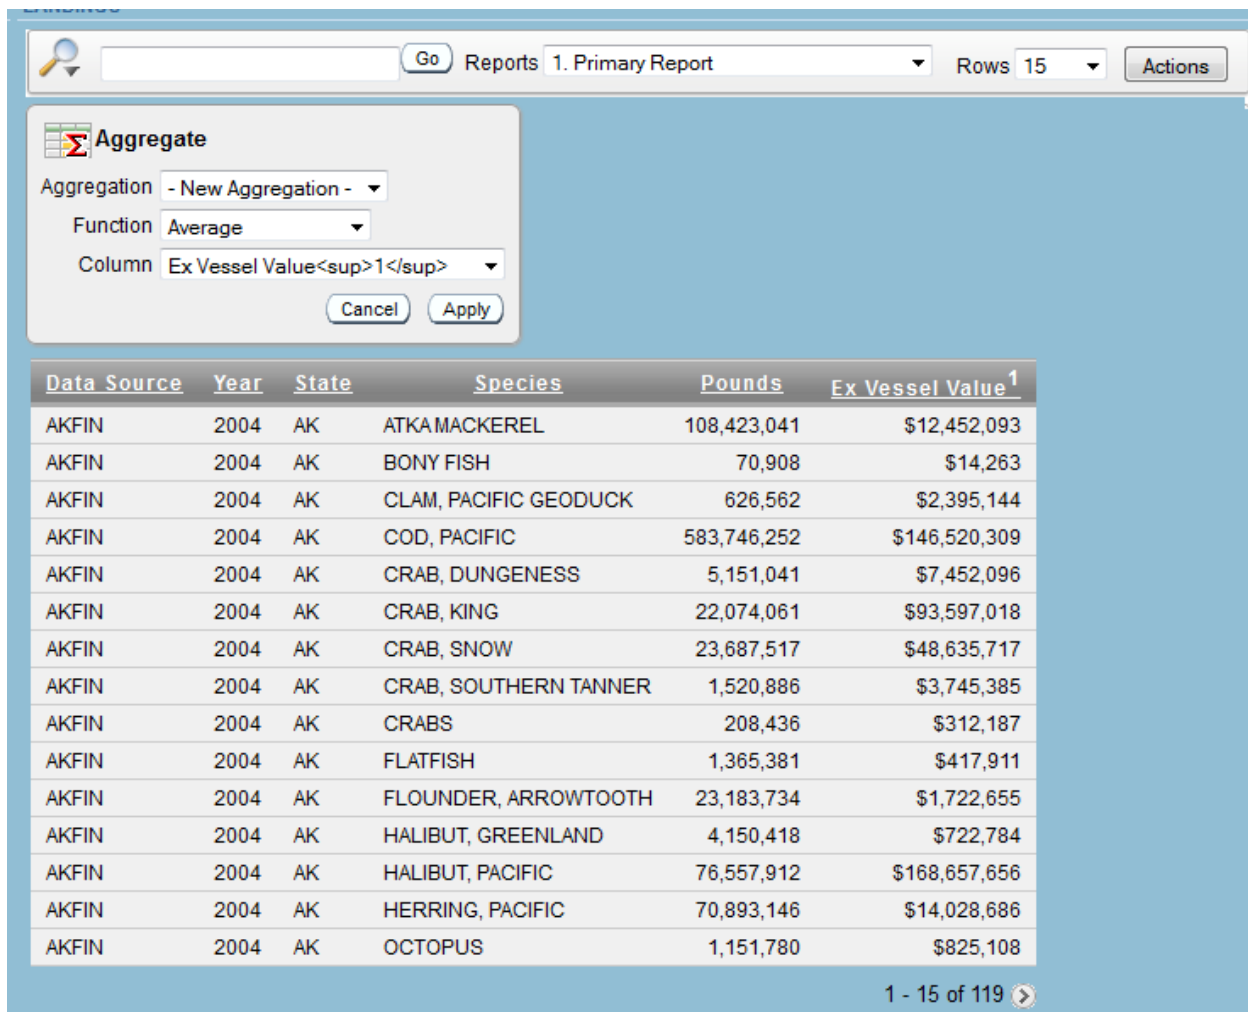 LANDINGS
Go Reports 1. Primary Report Rows 15 Actions
Aggregate
Aggregation - New Aggregation -
Function Average
Column Ex Vessel Value<sup>1</sup>
Cancel Apply
Data Source Year State Species Pounds Ex Vessel Value1
AKFIN 2004 AK ATKA MACKEREL 108,423,041 $12,452,093
AKFIN 2004 AK BONY FISH 70,908 $14,263
AKFIN 2004 AK CLAM, PACIFIC GEODUCK 626,562 $2,395,144
AKFIN 2004 AK COD, PACIFIC 583,746,252 $146,520,309
AKFIN 2004 AK CRAB, DUNGENESS 5,151,041 $7,452,096
AKFIN 2004 AK CRAB, KING 22,074,061 $93,597,018
AKFIN 2004 AK CRAB, SNOW 23,687,517 $48,635,717
AKFIN 2004 AK CRAB, SOUTHERN TANNER 1,520,886 $3,745,385
AKFIN 2004 AK CRABS 208,436 $312,187
AKFIN 2004 AK FLATFISH 1,365,381 $417,911
AKFIN 2004 AK FLOUNDER, ARROWTOOTH 23,183,734 $1,722,655
AKFIN 2004 AK HALIBUT, GREENLAND 4,150,418 $722,784
AKFIN 2004 AK HALIBUT, PACIFIC 76,557,912 $168,657,656
AKFIN 2004 AK HERRING, PACIFIC 70,893,146 $14,028,686
AKFIN 2004 AK OCTOPUS 1,151,780 $825,108
1 - 15 of 119